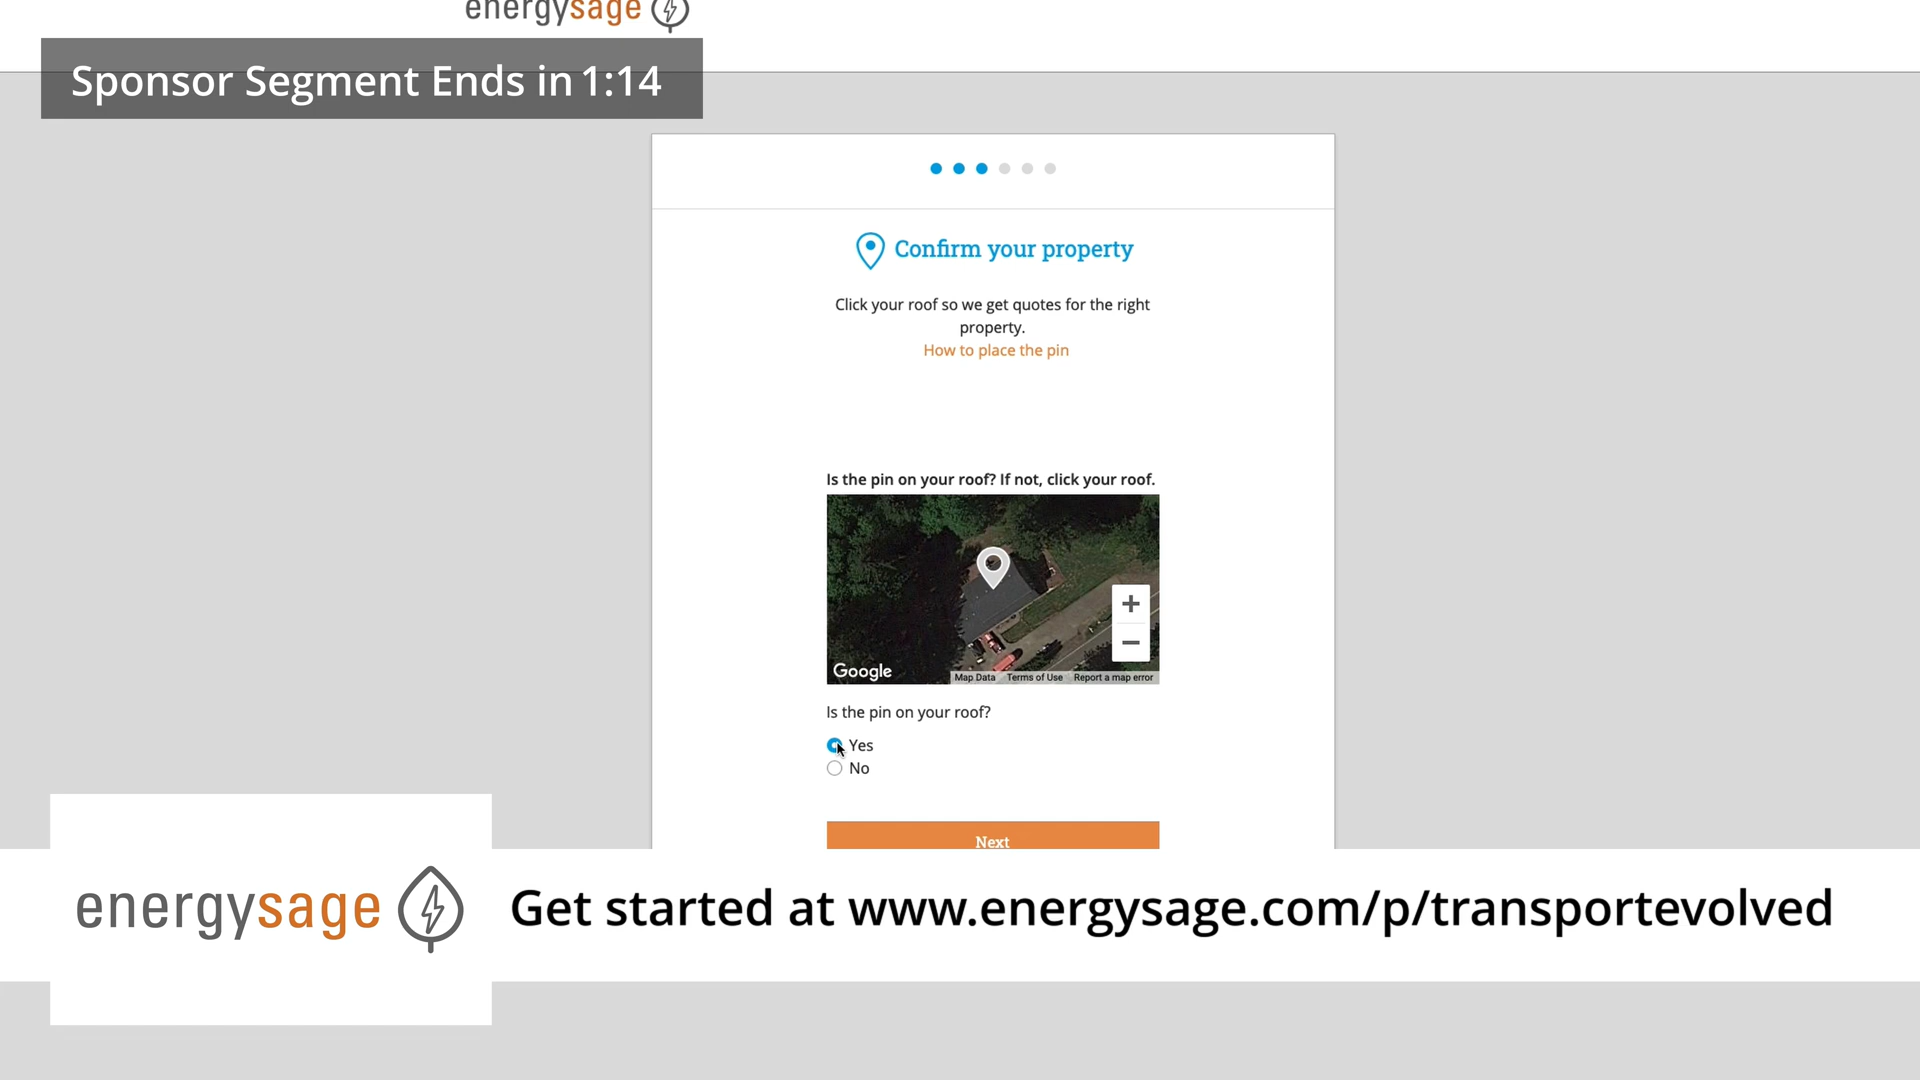 energysage
Sponsor Segment Ends in 1:14
Confirm your property
Click your roof so we get quotes for the right
property.
How to place the pin
Is the pin on your roof? If not, click your roof.
+
−
Google
Map Data Terms of Use Report a map error
Is the pin on your roof?
Yes
No
Next
energysage
Get started at www.energysage.com/p/transportevolved